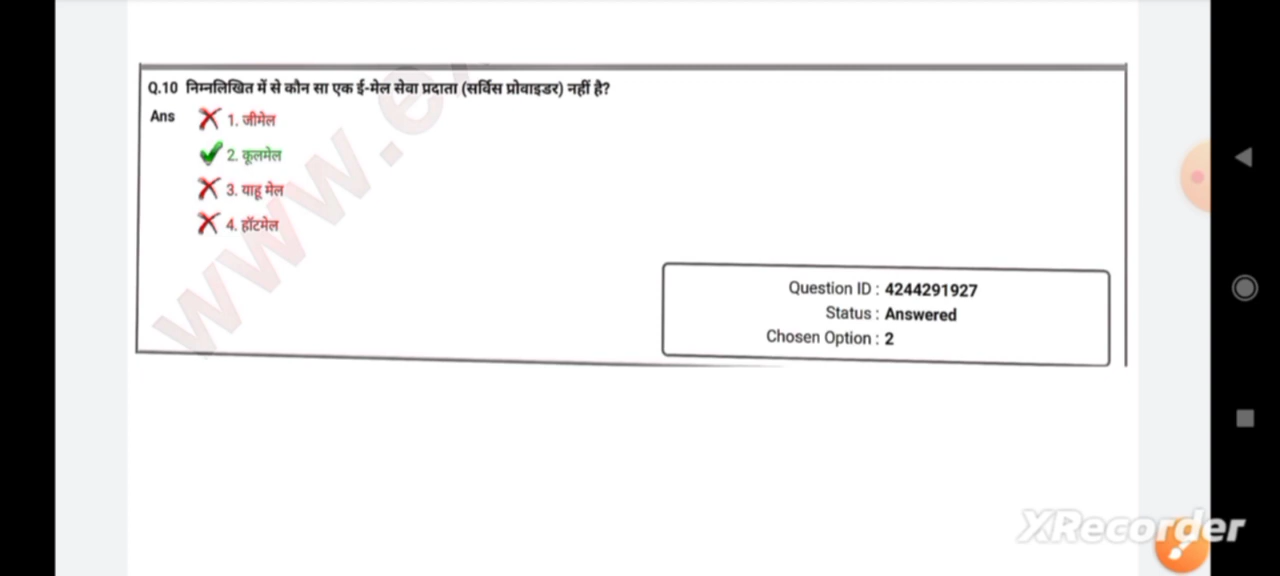 Q.10 निम्नलिखित में से कौन सा एक ई-मेल सेवा प्रदाता (सर्विस प्रोवाइडर) नहीं है?
Ans 1. जीमेल
2. कूलमेल
3. याहू मेल
4. हॉटमेल
Question ID : 4244291927
Status : Answered
Chosen Option : 2
www.e
XRecorder